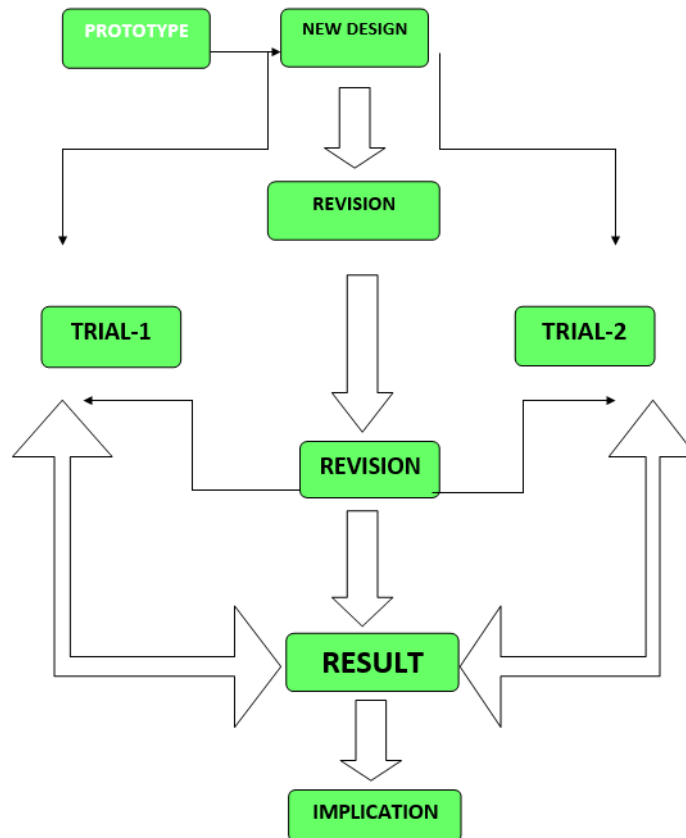 PROTOTYPE
NEW DESIGN
REVISION
TRIAL-1
TRIAL-2
REVISION
RESULT
IMPLICATION